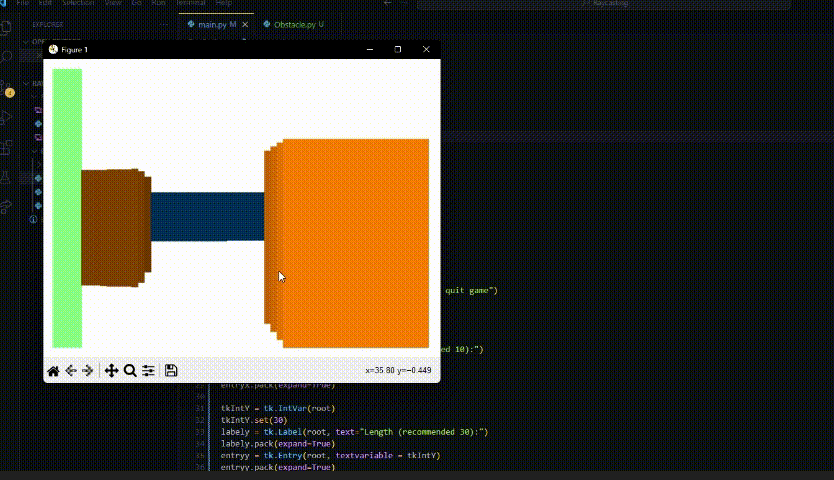 File Edit Selection View Go Run Terminal Help
Raycasting
EXPLORER
main.py M
Obstacle.py U
Figure 1
quit game")
ed 10):")
x=35.80 y=−0.449
entryx.pack(expand=True)
30
31 tkIntY = tk.IntVar(root)
32 tkIntY.set(30)
33 labely = tk.Label(root, text="Length (recommended 30):")
34 labely.pack(expand=True)
35 entryy = tk.Entry(root, textvariable = tkIntY)
36 entryy.pack(expand=True)